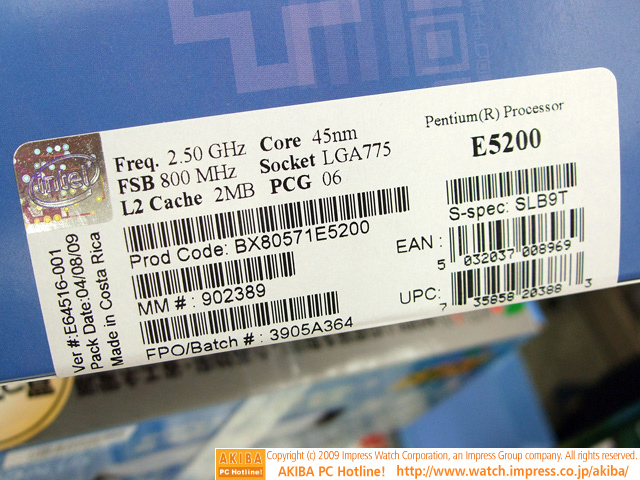 intel
Freq. 2.50 GHz Core 45nm
FSB 800 MHz Socket LGA775
L2 Cache 2MB PCG 06
Pentium(R) Processor
E5200
Prod Code: BX80571E5200
MM # : 902389
FPO/Batch # : 3905A364
S-spec: SLB9T
EAN : 5 032037 008969
UPC: 7 35858 20388 3
Ver #:E64516-001
Pack Date:04/08/09
Made in Costa Rica
AKIBA PC Hotline!
Copyright (c) 2009 Impress Watch Corporation, an Impress Group company. All rights reserved.
AKIBA PC Hotline! http://www.watch.impress.co.jp/akiba/